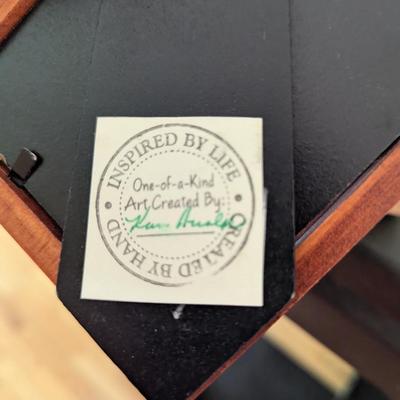 INSPIRED BY LIFE
One-of-a-Kind
Art Created By:
CREATED BY HAND